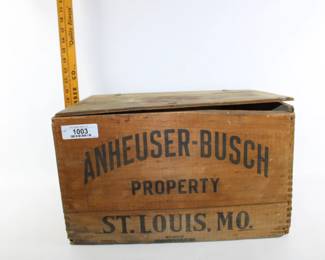 1003
ANHEUSER-BUSCH
PROPERTY
ST. LOUIS, MO.